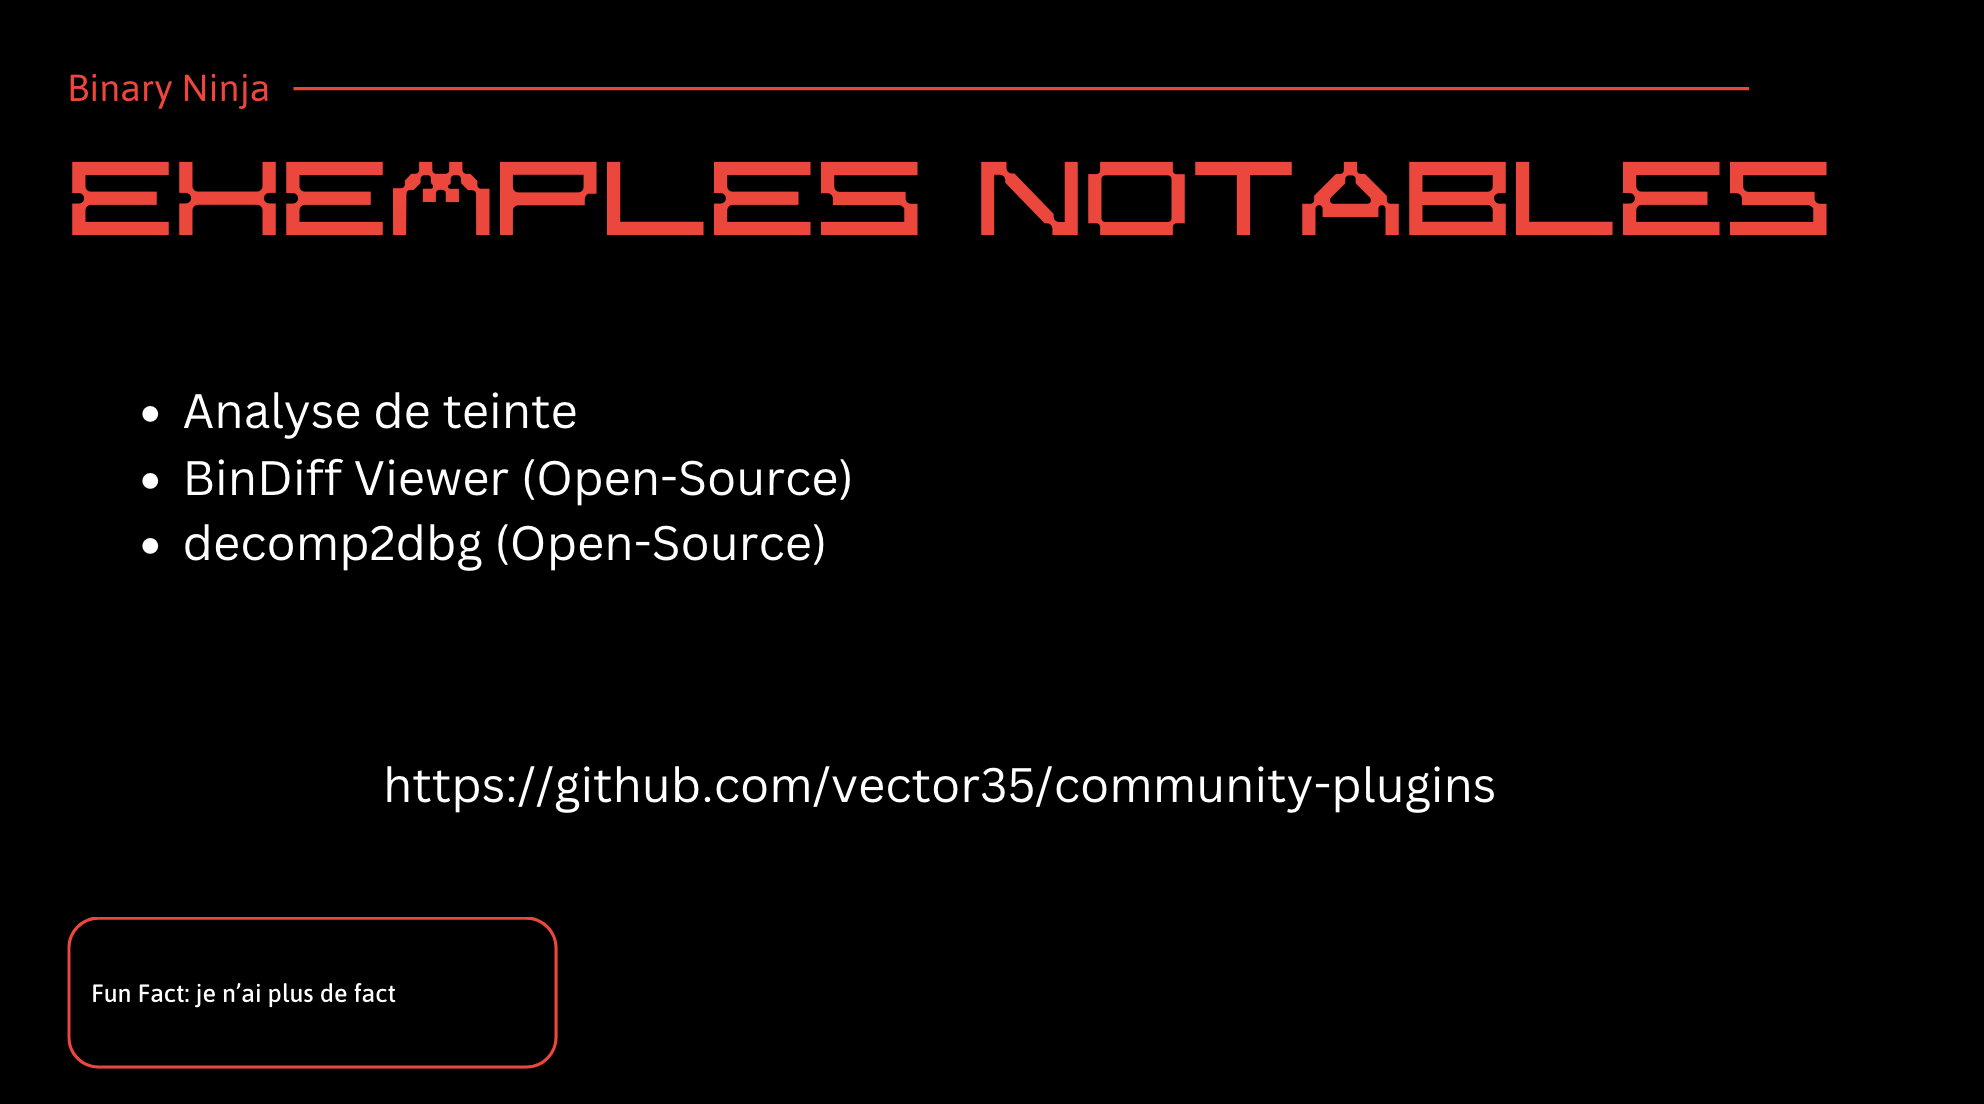 Binary Ninja
EXEMPLES NOTABLES
• Analyse de teinte
• BinDiff Viewer (Open-Source)
• decomp2dbg (Open-Source)
https://github.com/vector35/community-plugins
Fun Fact: je n’ai plus de fact